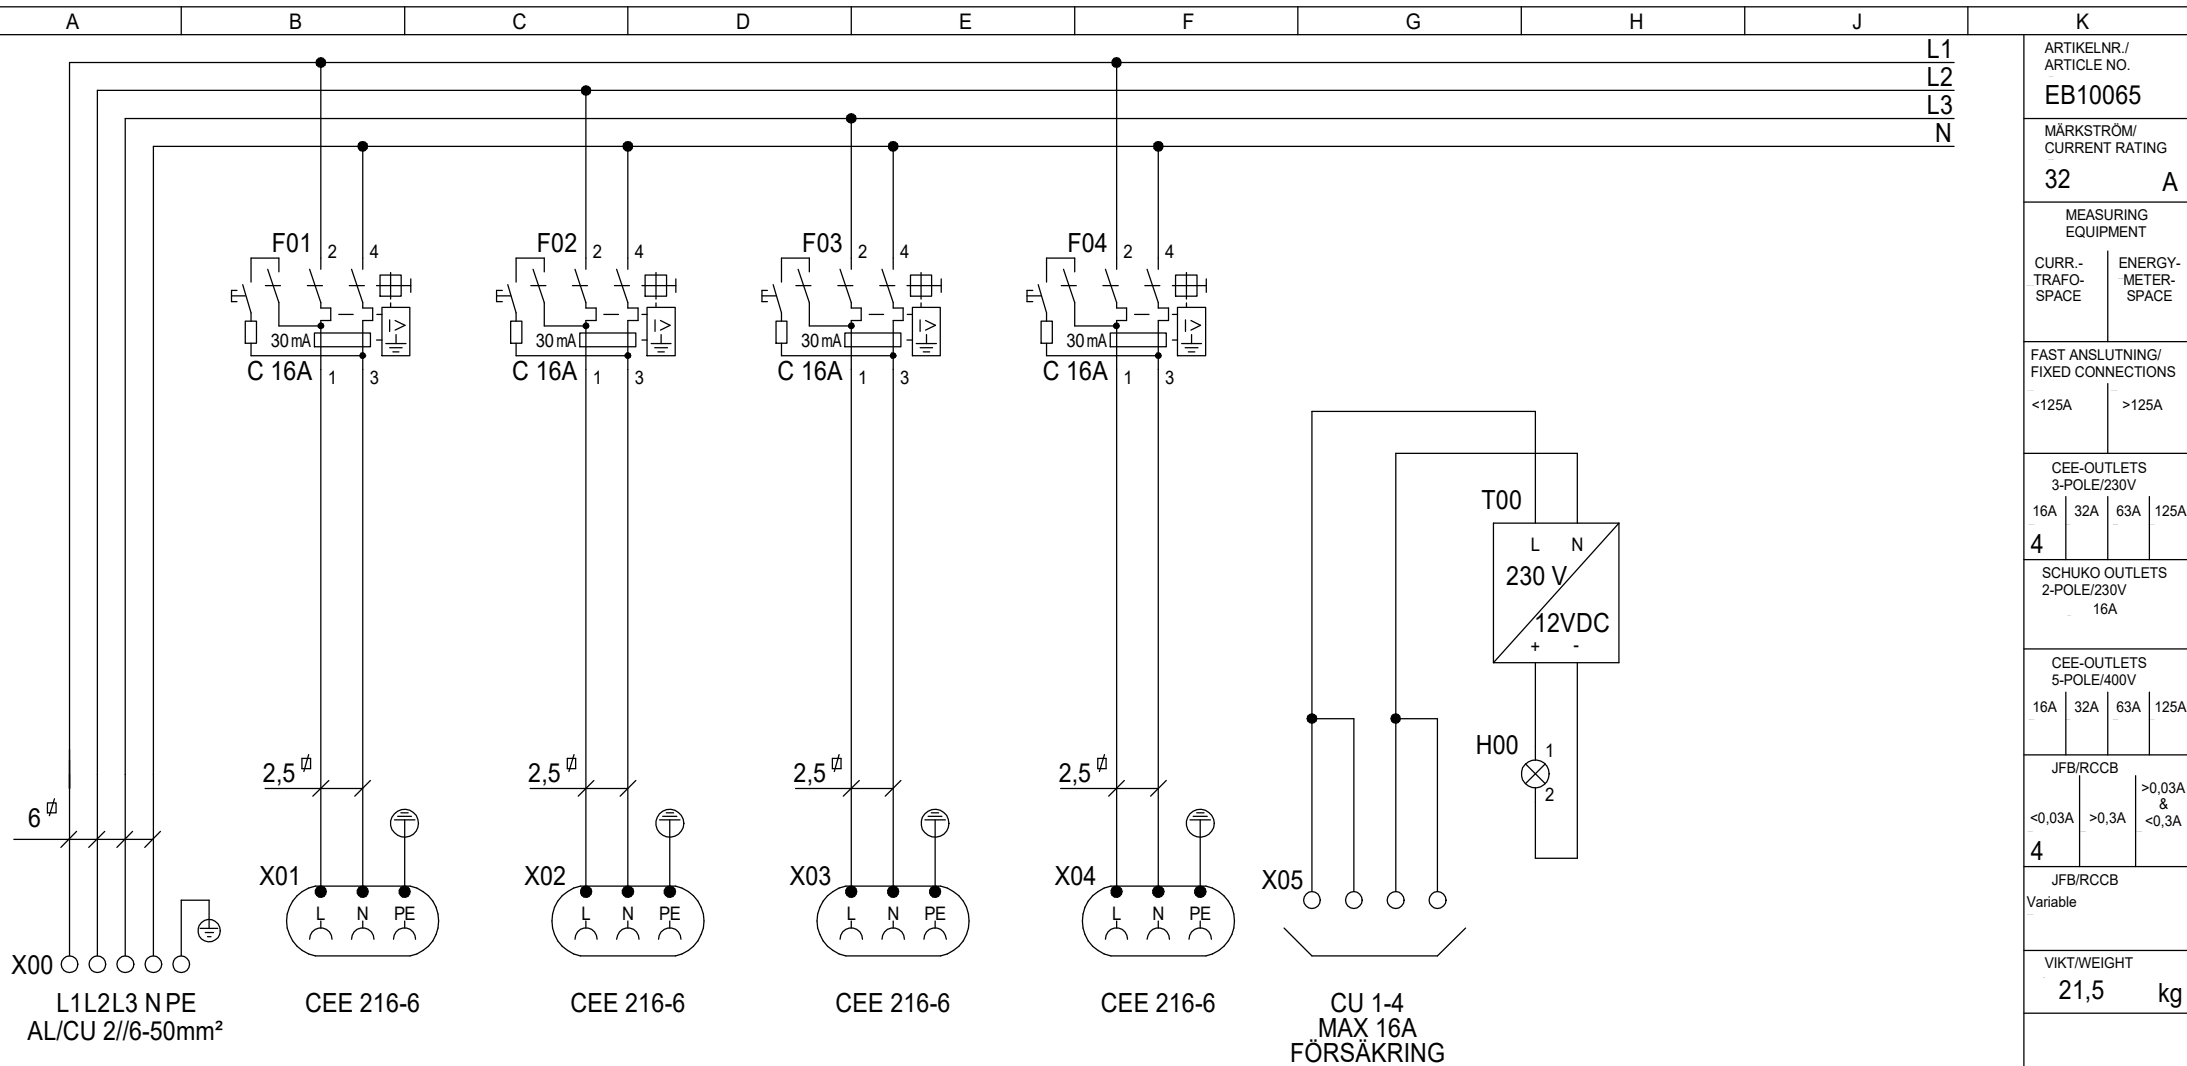 A B C D E F G H J K
L1
L2
L3
N
F01 2 4
30 mA
C 16A 1 3
F02 2 4
30 mA
C 16A 1 3
F03 2 4
30 mA
C 16A 1 3
F04 2 4
30 mA
C 16A 1 3
I>
I>
I>
I>
T00
L N
230 V
12VDC
+ -
H00 1
2
6
2,5
2,5
2,5
2,5
X00
L1 L2 L3 N PE
AL/CU 2//6-50mm²
X01
L N PE
CEE 216-6
X02
L N PE
CEE 216-6
X03
L N PE
CEE 216-6
X04
L N PE
CEE 216-6
X05
CU 1-4
MAX 16A
FÖRSÄKRING
ARTIKELNR./
ARTICLE NO.
EB10065
MÄRKSTRÖM/
CURRENT RATING
32 A
MEASURING
EQUIPMENT
CURR.-
TRAFO-
SPACE
ENERGY-
METER-
SPACE
FAST ANSLUTNING/
FIXED CONNECTIONS
<125A >125A
CEE-OUTLETS
3-POLE/230V
16A 32A 63A 125A
4
SCHUKO OUTLETS
2-POLE/230V
16A
CEE-OUTLETS
5-POLE/400V
16A 32A 63A 125A
JFB/RCCB
<0,03A >0,3A
>0,03A
&
<0,3A
4
JFB/RCCB
Variable
VIKT/WEIGHT
21,5 kg